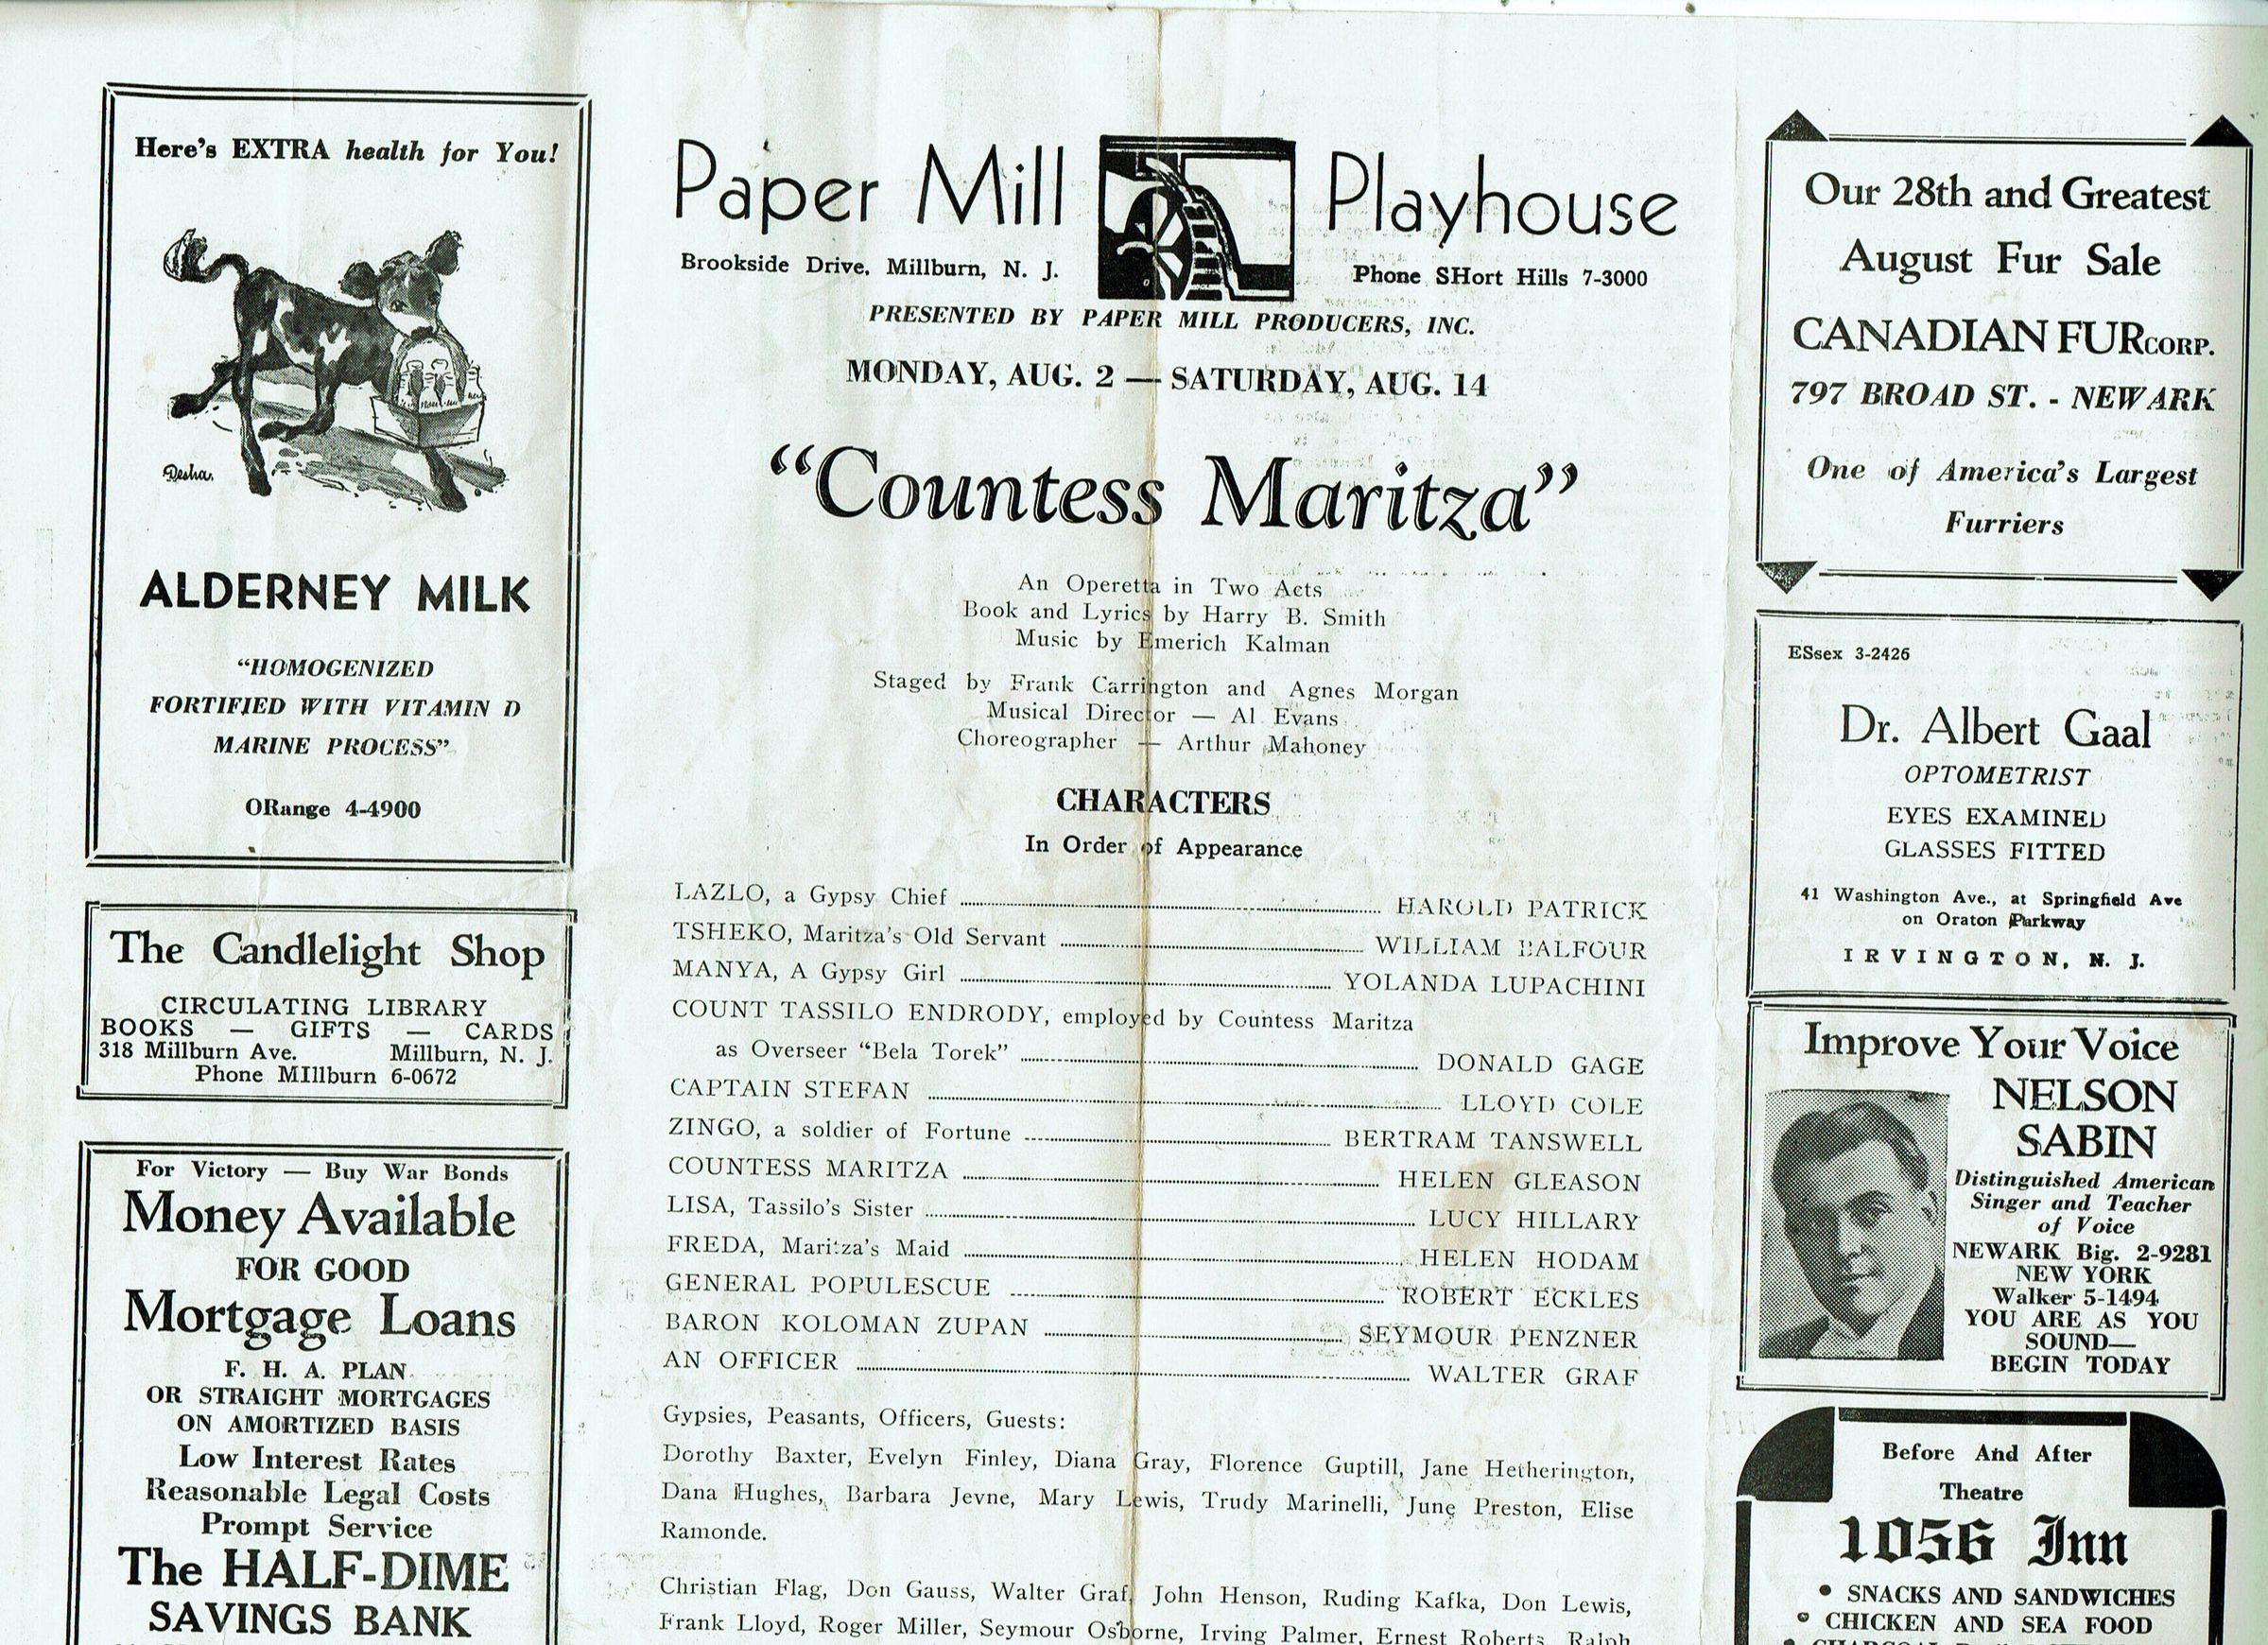 Here's EXTRA health for You!
Desha.
ALDERNEY MILK
"HOMOGENIZED
FORTIFIED WITH VITAMIN D
MARINE PROCESS"
ORange 4-4900
The Candlelight Shop
CIRCULATING LIBRARY
BOOKS — GIFTS — CARDS
318 Millburn Ave. Millburn, N. J.
Phone MIllburn 6-0672
For Victory — Buy War Bonds
Money Available
FOR GOOD
Mortgage Loans
F. H. A. PLAN
OR STRAIGHT MORTGAGES
ON AMORTIZED BASIS
Low Interest Rates
Reasonable Legal Costs
Prompt Service
The HALF-DIME
SAVINGS BANK
Paper Mill Playhouse
Brookside Drive, Millburn, N. J. Phone SHort Hills 7-3000
PRESENTED BY PAPER MILL PRODUCERS, INC.
MONDAY, AUG. 2 — SATURDAY, AUG. 14
"Countess Maritza"
An Operetta in Two Acts
Book and Lyrics by Harry B. Smith
Music by Emerich Kalman
Staged by Frank Carrington and Agnes Morgan
Musical Director — Al Evans
Choreographer — Arthur Mahoney
CHARACTERS
In Order of Appearance
LAZLO, a Gypsy Chief HAROLD PATRICK
TSHEKO, Maritza's Old Servant WILLIAM BALFOUR
MANYA, A Gypsy Girl YOLANDA LUPACHINI
COUNT TASSILO ENDRODY, employed by Countess Maritza
as Overseer "Bela Torek" DONALD GAGE
CAPTAIN STEFAN LLOYD COLE
ZINGO, a soldier of Fortune BERTRAM TANSWELL
COUNTESS MARITZA HELEN GLEASON
LISA, Tassilo's Sister LUCY HILLARY
FREDA, Maritza's Maid HELEN HODAM
GENERAL POPULESCUE ROBERT ECKLES
BARON KOLOMAN ZUPAN SEYMOUR PENZNER
AN OFFICER WALTER GRAF
Gypsies, Peasants, Officers, Guests:
Dorothy Baxter, Evelyn Finley, Diana Gray, Florence Guptill, Jane Hetherington,
Dana Hughes, Barbara Jevne, Mary Lewis, Trudy Marinelli, June Preston, Elise
Ramonde.
Christian Flag, Don Gauss, Walter Graf, John Henson, Ruding Kafka, Don Lewis,
Frank Lloyd, Roger Miller, Seymour Osborne, Irving Palmer, Ernest Roberts, Ralph
Our 28th and Greatest
August Fur Sale
CANADIAN FUR CORP.
797 BROAD ST. - NEWARK
One of America's Largest
Furriers
ESsex 3-2426
Dr. Albert Gaal
OPTOMETRIST
EYES EXAMINED
GLASSES FITTED
41 Washington Ave., at Springfield Ave
on Oraton Parkway
IRVINGTON, N. J.
Improve Your Voice
NELSON
SABIN
Distinguished American
Singer and Teacher
of Voice
NEWARK Big. 2-9281
NEW YORK
Walker 5-1494
YOU ARE AS YOU
SOUND—
BEGIN TODAY
Before And After
Theatre
1056 Inn
• SNACKS AND SANDWICHES
• CHICKEN AND SEA FOOD